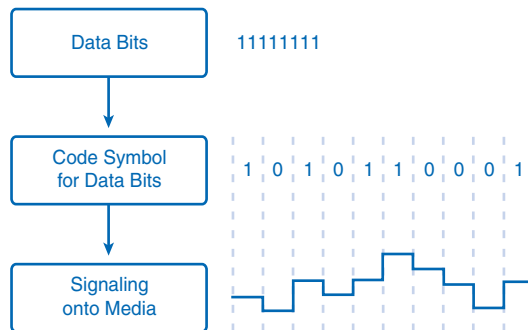 Data Bits 11111111
Code Symbol
for Data Bits
1 0 1 0 1 1 0 0 0 1
Signaling
onto Media